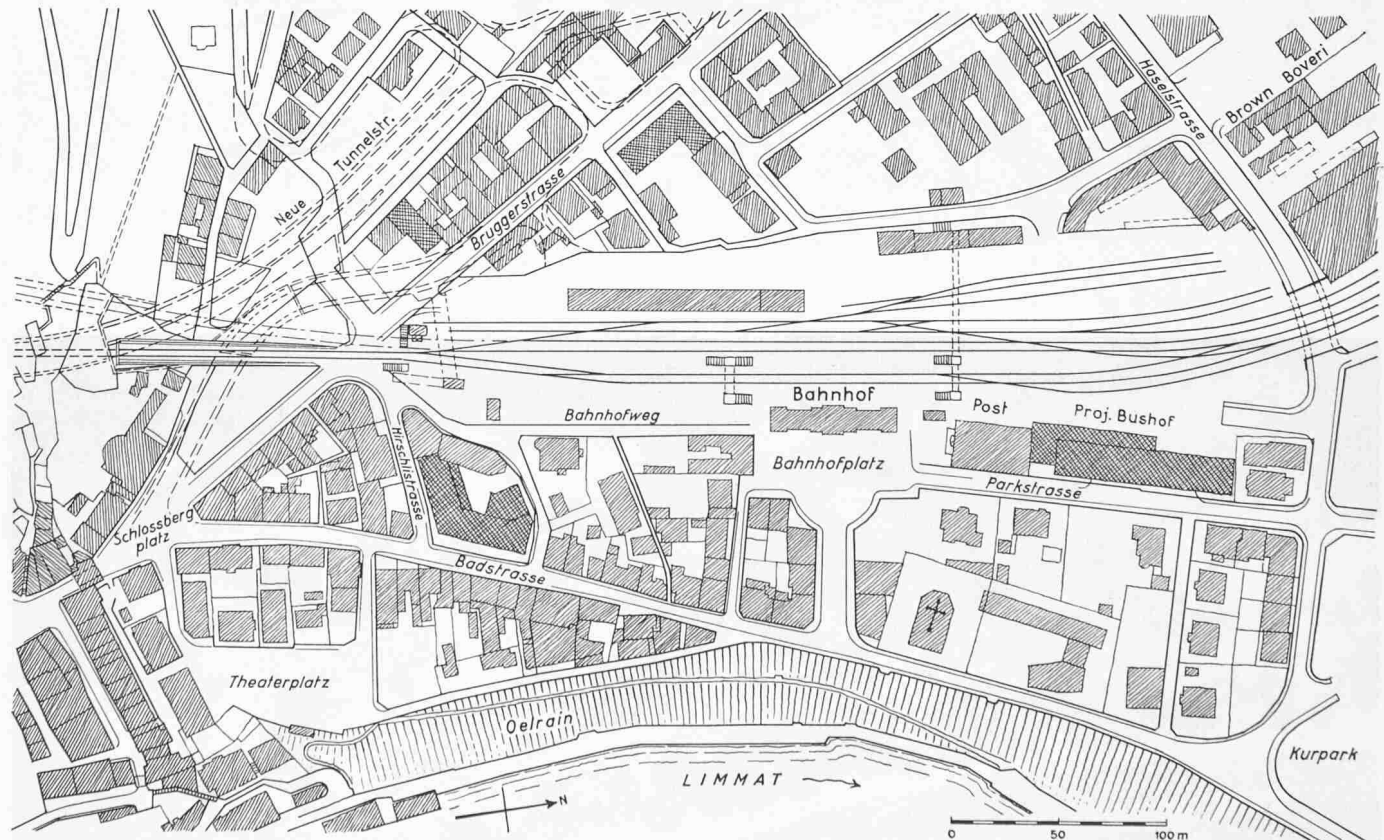 Haselstrasse
Brown Boveri
Neue Tunnelstr.
Bruggerstrasse
Bahnhof
Bahnhofweg
Post
Proj. Bushof
Hirschlistrasse
Bahnhofplatz
Parkstrasse
Schlossberg
platz
Badstrasse
Theaterplatz
Oelrain
Kurpark
LIMMAT
N
0 50 100 m